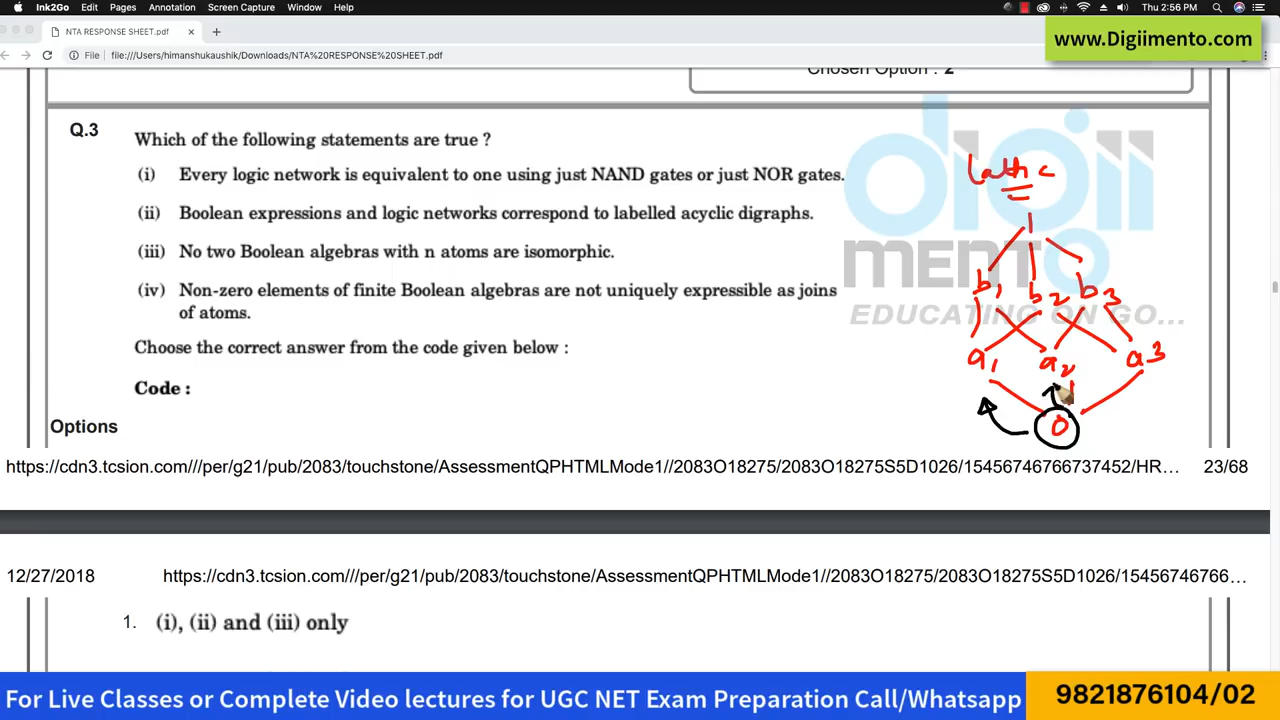 Ink2Go Edit Pages Annotation Screen Capture Window Help
Thu 2:56 PM
NTA RESPONSE SHEET.pdf
www.Digiimento.com
File file:///Users/himanshukaushik/Downloads/NTA%20RESPONSE%20SHEET.pdf
Chosen Option : 2
Q.3
Which of the following statements are true ?
(i) Every logic network is equivalent to one using just NAND gates or just NOR gates.
(ii) Boolean expressions and logic networks correspond to labelled acyclic digraphs.
(iii) No two Boolean algebras with n atoms are isomorphic.
(iv) Non-zero elements of finite Boolean algebras are not uniquely expressible as joins
of atoms.
Choose the correct answer from the code given below :
Code :
Options
digii
MENTO
EDUCATING ON GO...
Lattic
1
b1 b2 b3
a1 a2 a3
0
https://cdn3.tcsion.com///per/g21/pub/2083/touchstone/AssessmentQPHTMLMode1//2083O18275/2083O18275S5D1026/15456746766737452/HR... 23/68
12/27/2018 https://cdn3.tcsion.com///per/g21/pub/2083/touchstone/AssessmentQPHTMLMode1//2083O18275/2083O18275S5D1026/15456746766...
1. (i), (ii) and (iii) only
For Live Classes or Complete Video lectures for UGC NET Exam Preparation Call/Whatsapp
9821876104/02